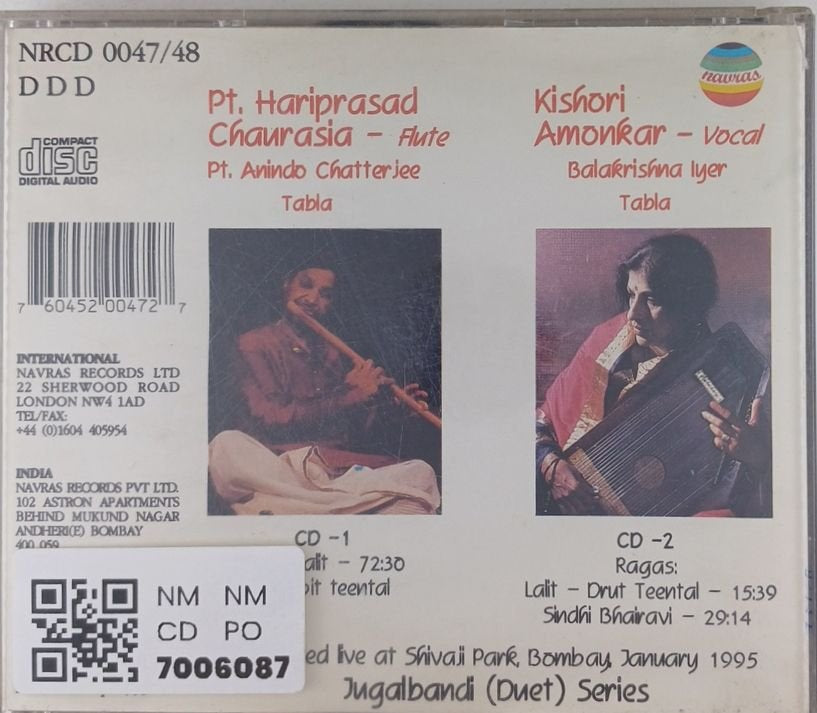 NRCD 0047/48
DDD
COMPACT
disc
DIGITAL AUDIO
7 60452 00472 7
INTERNATIONAL
NAVRAS RECORDS LTD
22 SHERWOOD ROAD
LONDON NW4 1AD
TEL/FAX:
+44 (0)1604 405954
INDIA
NAVRAS RECORDS PVT LTD.
102 ASTRON APARTMENTS
BEHIND MUKUND NAGAR
ANDHERI(E) BOMBAY
400 059
Pt. Hariprasad
Chaurasia - Flute
Pt. Anindo Chatterjee
Tabla
CD -1
- 72:30
teental
navras
Kishori
Amonkar - Vocal
Balakrishna Iyer
Tabla
CD -2
Ragas:
Lalit - Drut Teental - 15:39
Sindhi Bhairavi - 29:14
live at Shivaji Park, Bombay, January 1995
Jugalbandi (Duet) Series
NM NM
CD PO
7006087